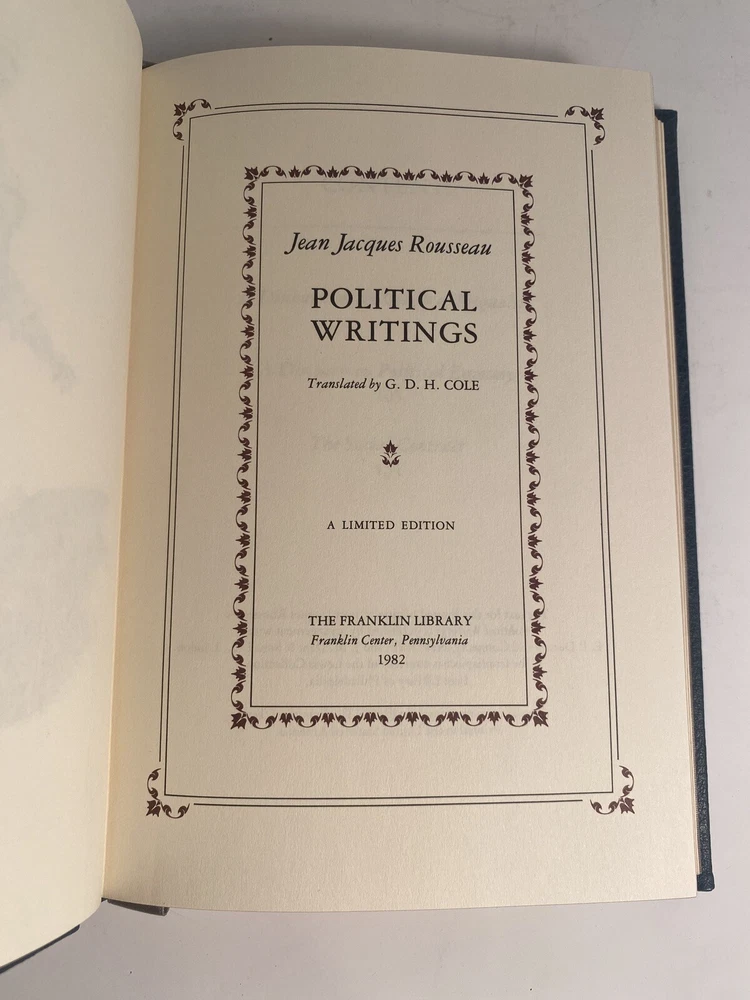 Jean Jacques Rousseau
POLITICAL
WRITINGS
Translated by G. D. H. COLE
A LIMITED EDITION
THE FRANKLIN LIBRARY
Franklin Center, Pennsylvania
1982